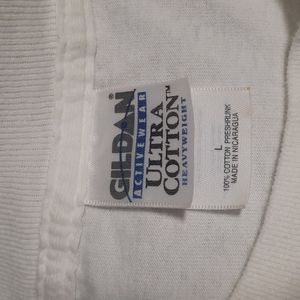 GILDAN
ACTIVEWEAR
ULTRA
COTTON™
HEAVYWEIGHT
L
100% COTTON PRESHRUNK
MADE IN NICARAGUA